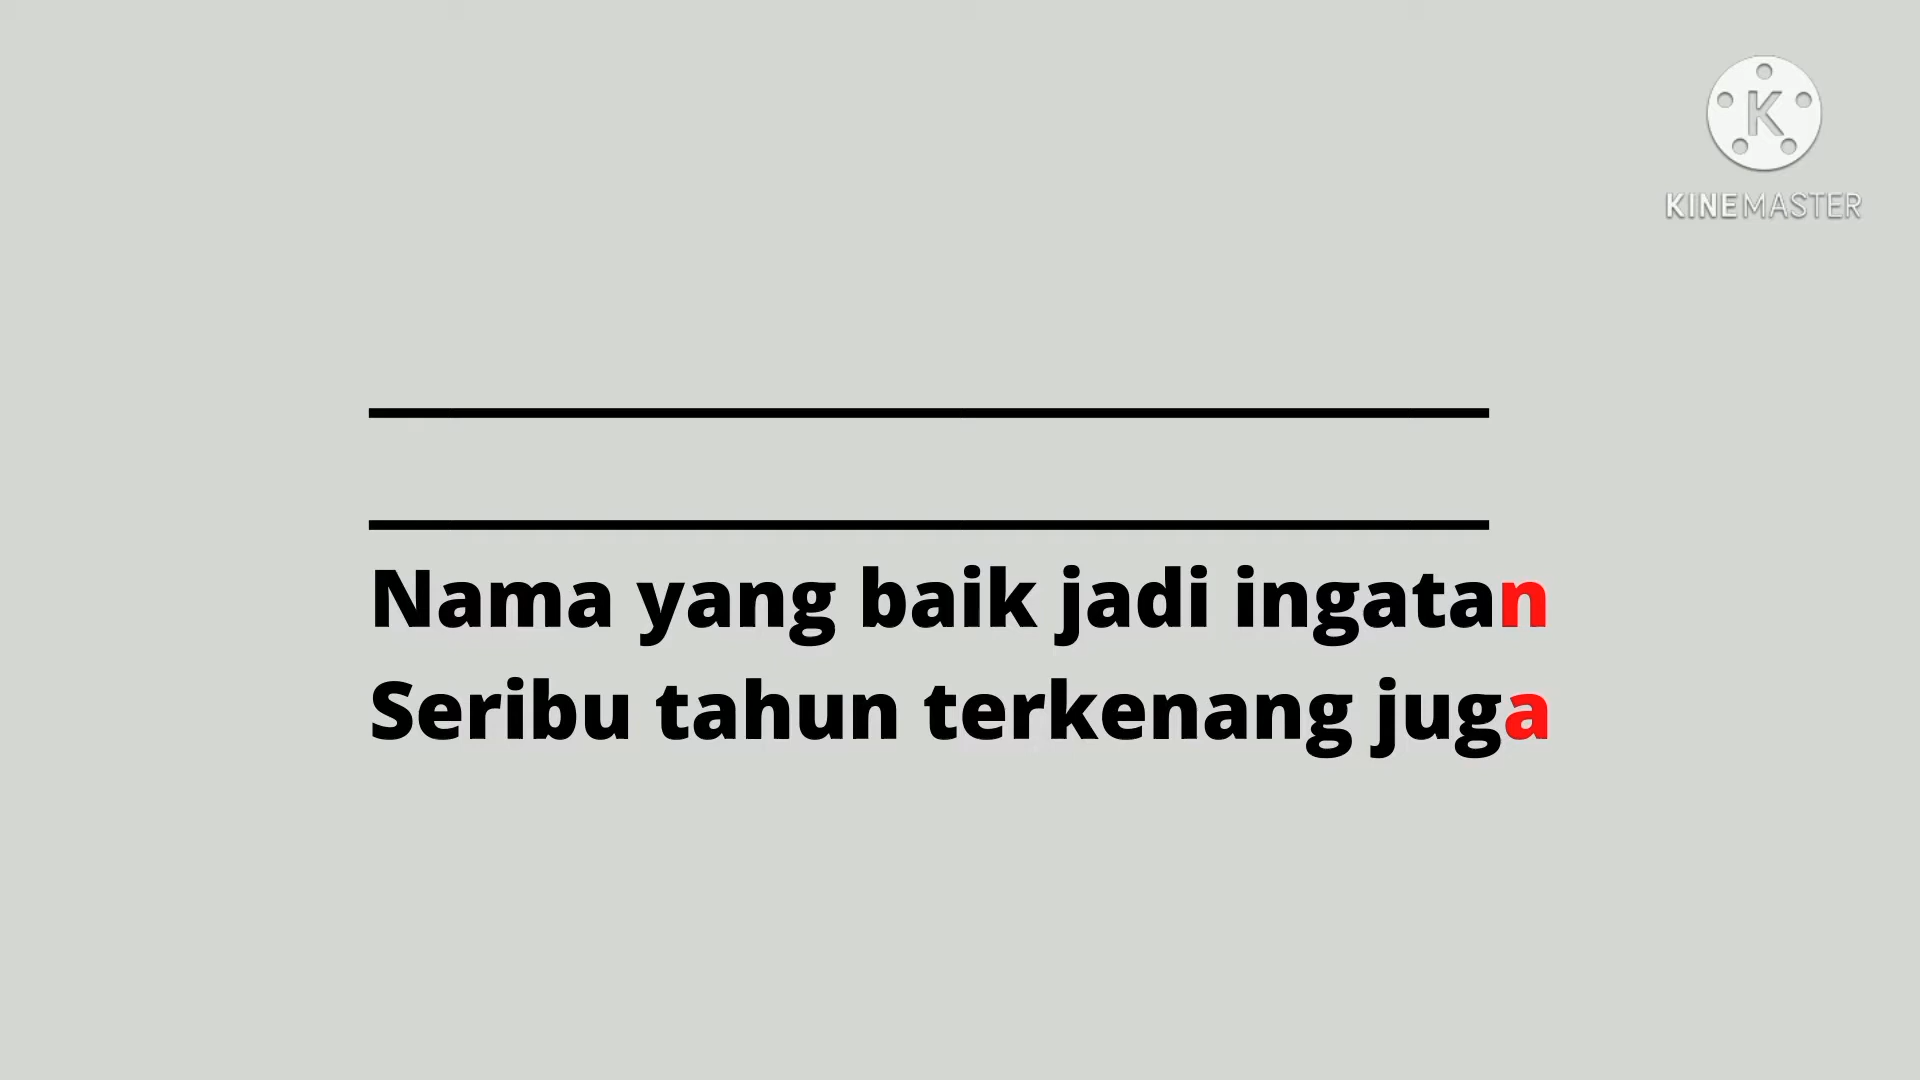 K
KINEMASTER
Nama yang baik jadi ingatan
Seribu tahun terkenang juga